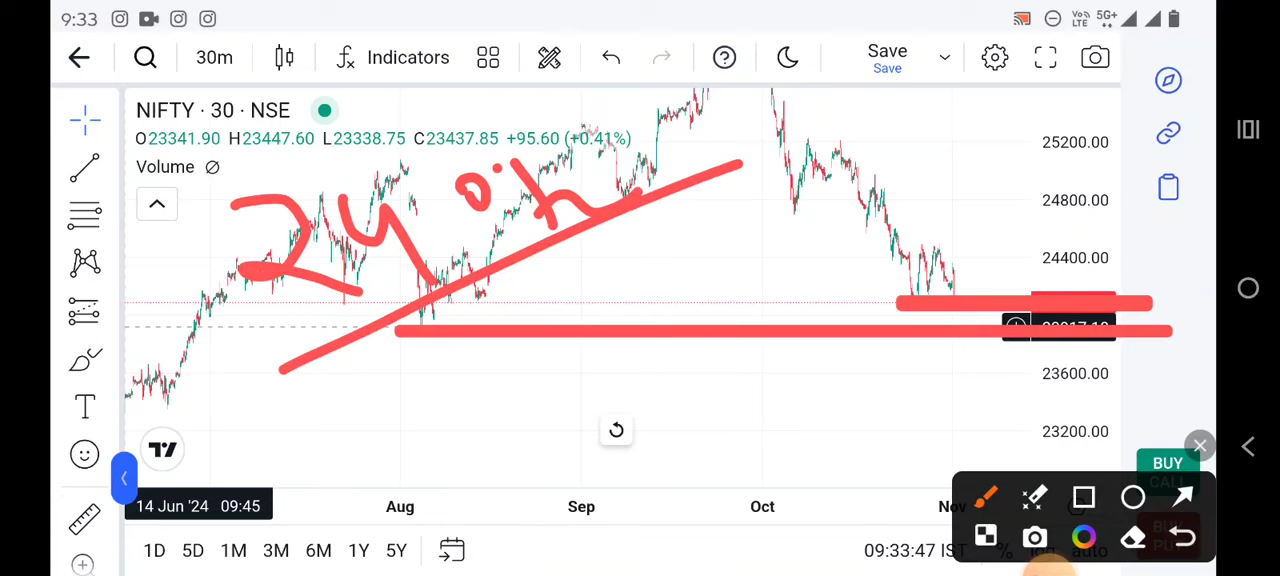 9:33 Vo) LTE 5G+
30m Indicators Save
Save
NIFTY · 30 · NSE
O23341.90 H23447.60 L23338.75 C23437.85 +95.60 (+0.41%)
Volume
24
25200.00
24800.00
24400.00
23600.00
23200.00
BUY
14 Jun '24 09:45 Aug Sep Oct Nov
1D 5D 1M 3M 6M 1Y 5Y 09:33:47 IST % log auto